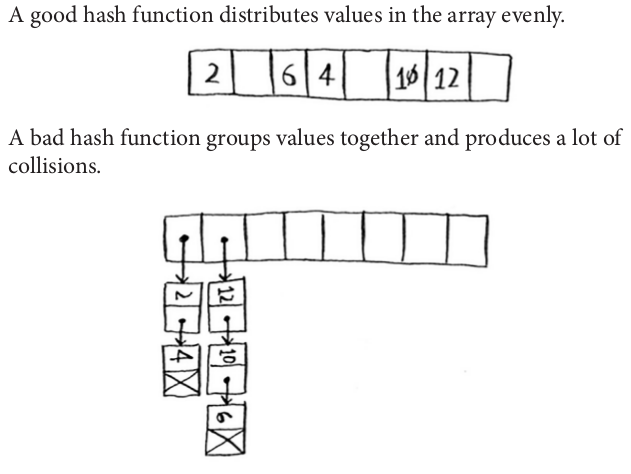 A good hash function distributes values in the array evenly.
2 6 4 10 12
A bad hash function groups values together and produces a lot of
collisions.
2 12
4 10
6